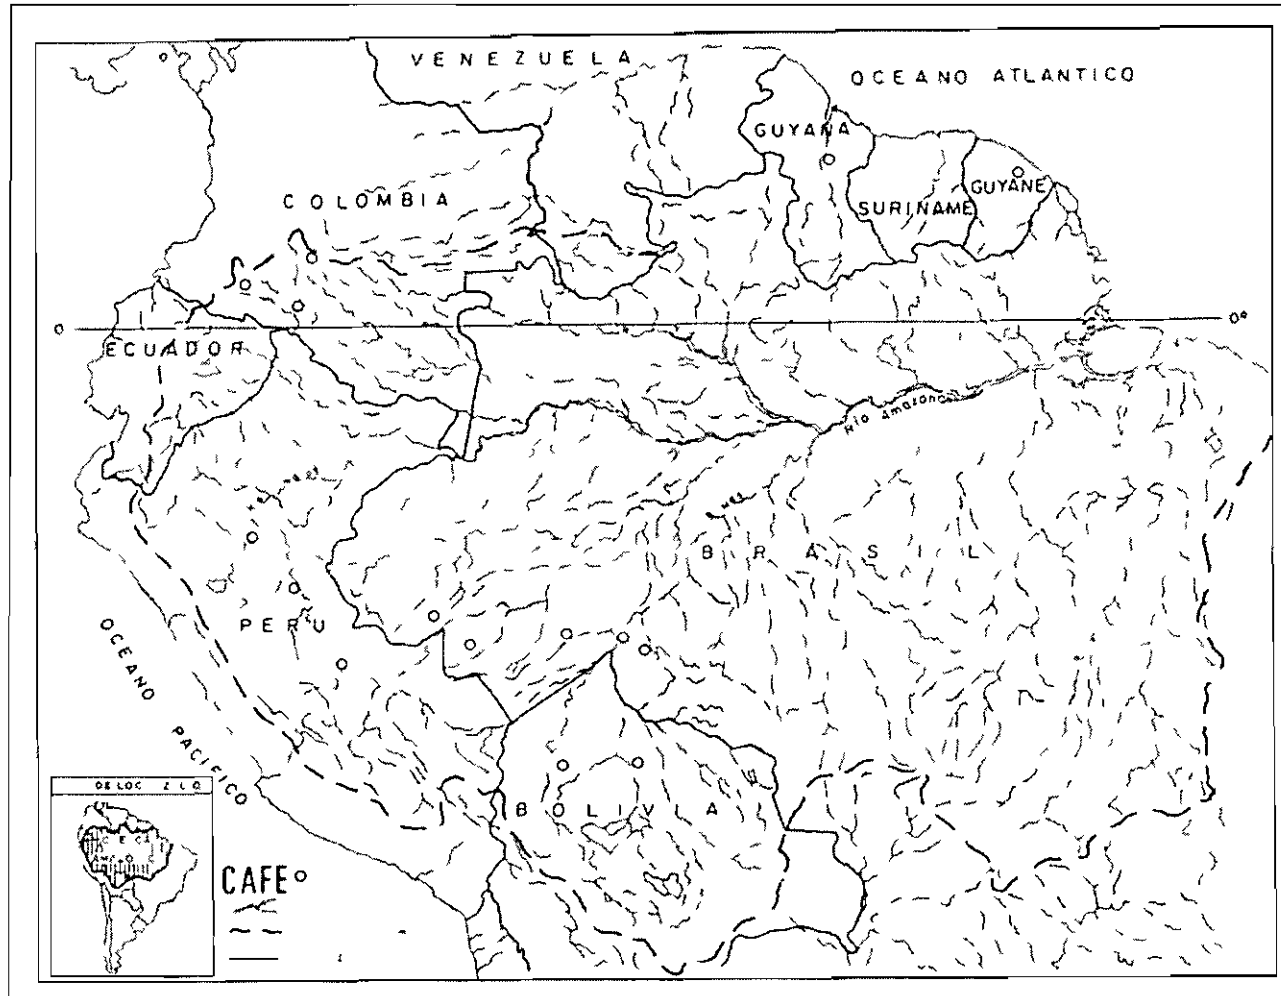 VENEZUELA
OCEANO ATLANTICO
GUYANA
COLOMBIA
GUYANE
SURINAME
0
0°
ECUADOR
Rio Amazonas
BRASIL
PERU
OCEANO PACIFICO
BOLIVIA
CAFE